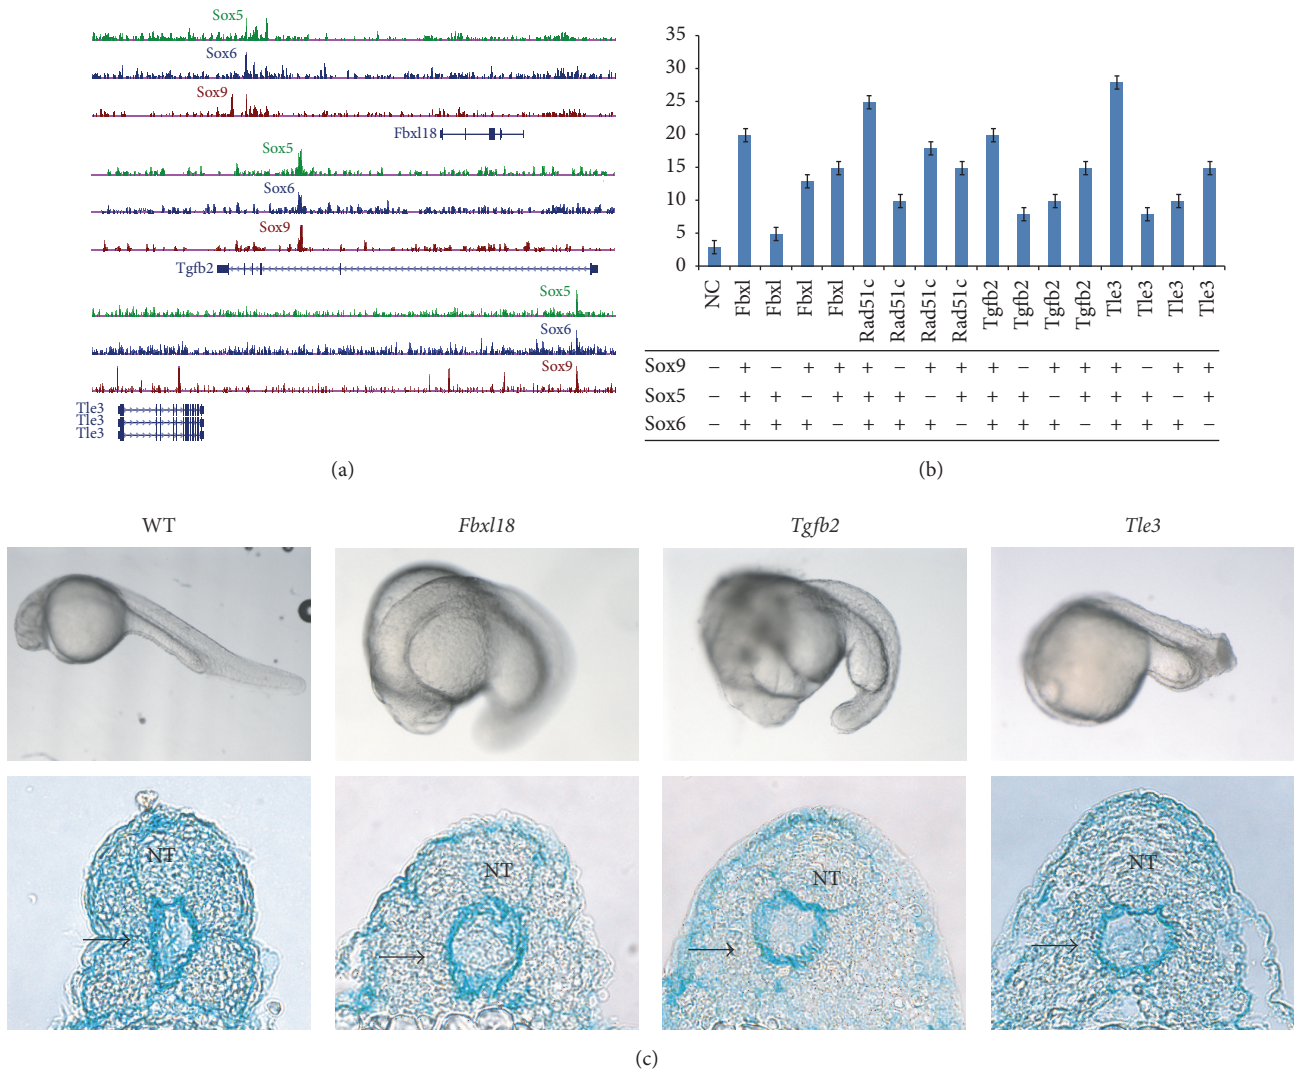 Sox5
Sox6
Sox9
Fbxl18
Sox5
Sox6
Sox9
Tgfb2
Sox5
Sox6
Sox9
Tle3
Tle3
Tle3
(a)
35
30
25
20
15
10
5
0
NC Fbxl Fbxl Fbxl Fbxl Rad51c Rad51c Rad51c Rad51c Tgfb2 Tgfb2 Tgfb2 Tgfb2 Tle3 Tle3 Tle3 Tle3
Sox9 − + − + + + − + + + − + + + − + +
Sox5 − + + − + + + − + + + − + + + − +
Sox6 − + + + − + + + − + + + − + + + −
(b)
WT Fbxl18 Tgfb2 Tle3
NT NT NT NT
(c)